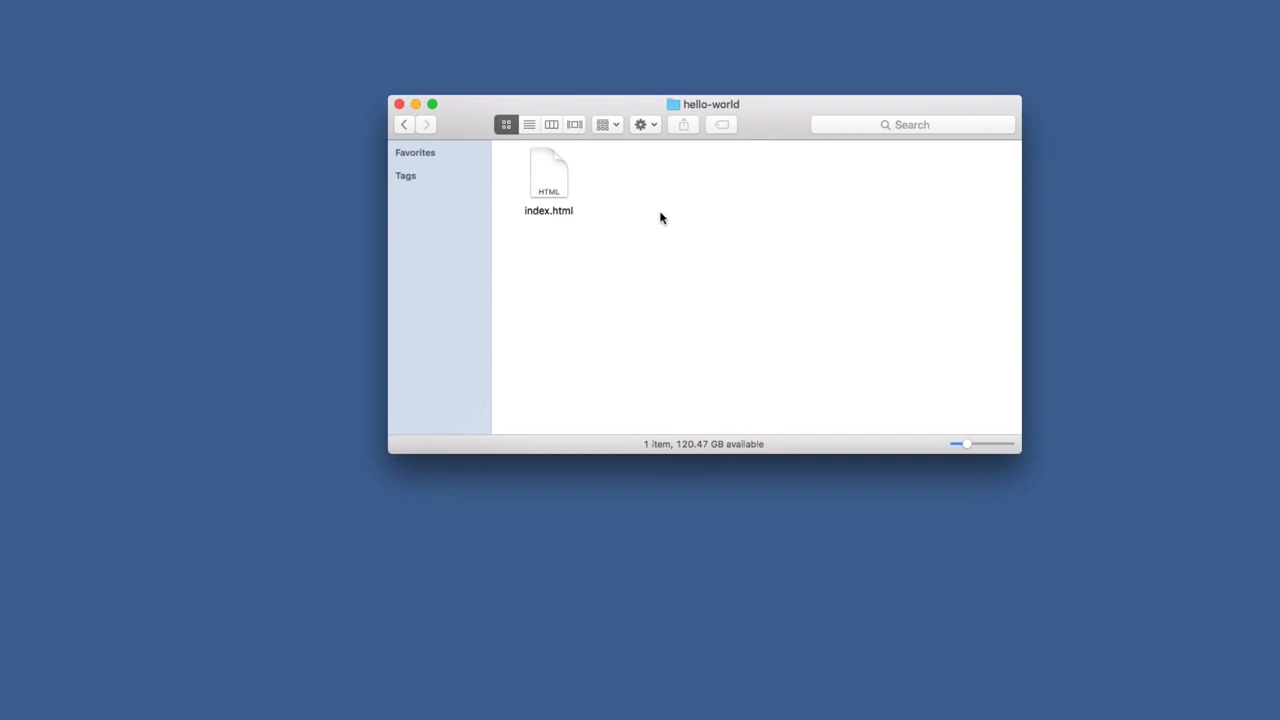 hello-world
Search
Favorites
Tags
HTML
index.html
1 item, 120.47 GB available